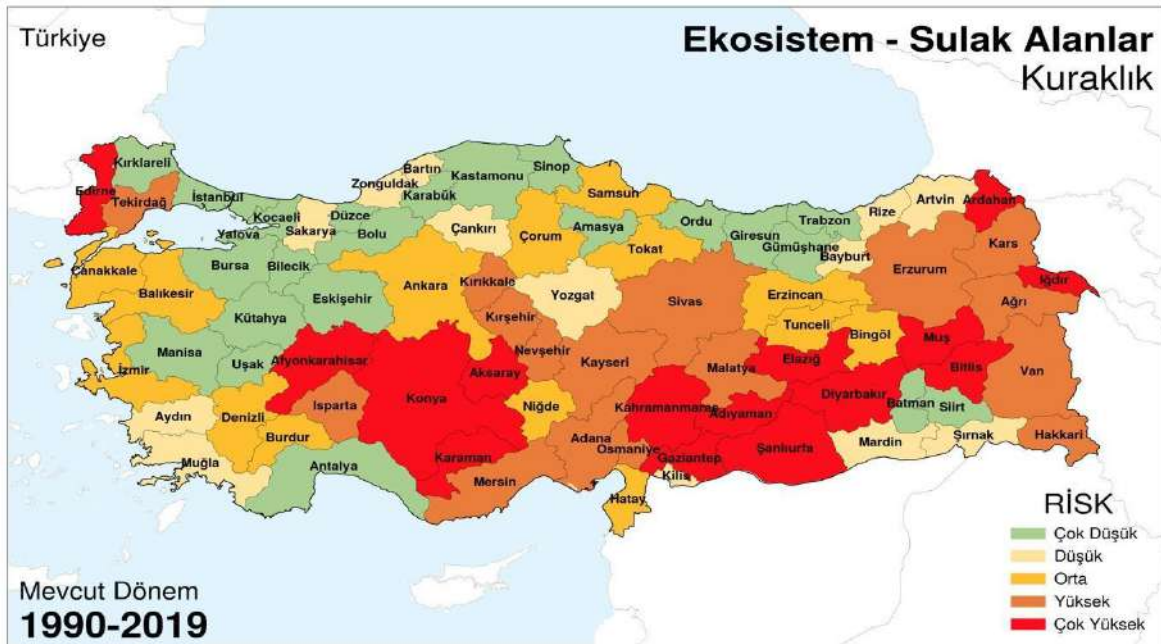 Türkiye
Ekosistem - Sulak Alanlar
Kuraklık
Kırklareli
Edirne
Tekirdağ
İstanbul
Kocaeli
Yalova
Sakarya
Düzce
Bolu
Zonguldak
Bartın
Karabük
Kastamonu
Sinop
Samsun
Çankırı
Çorum
Amasya
Tokat
Ordu
Giresun
Gümüşhane
Trabzon
Rize
Artvin
Ardahan
Bayburt
Kars
Erzurum
Iğdır
Ağrı
Çanakkale
Balıkesir
Bursa
Bilecik
Eskişehir
Kütahya
Ankara
Kırıkkale
Kırşehir
Yozgat
Sivas
Erzincan
Tunceli
Bingöl
Muş
Bitlis
Van
Manisa
Uşak
İzmir
Afyonkarahisar
Konya
Aksaray
Nevşehir
Kayseri
Malatya
Elazığ
Diyarbakır
Batman
Siirt
Aydın
Denizli
Isparta
Burdur
Niğde
Kahramanmaraş
Adıyaman
Şanlıurfa
Mardin
Şırnak
Hakkari
Muğla
Antalya
Karaman
Mersin
Adana
Osmaniye
Gaziantep
Kilis
Hatay
RİSK
Çok Düşük
Düşük
Orta
Yüksek
Çok Yüksek
Mevcut Dönem
1990-2019